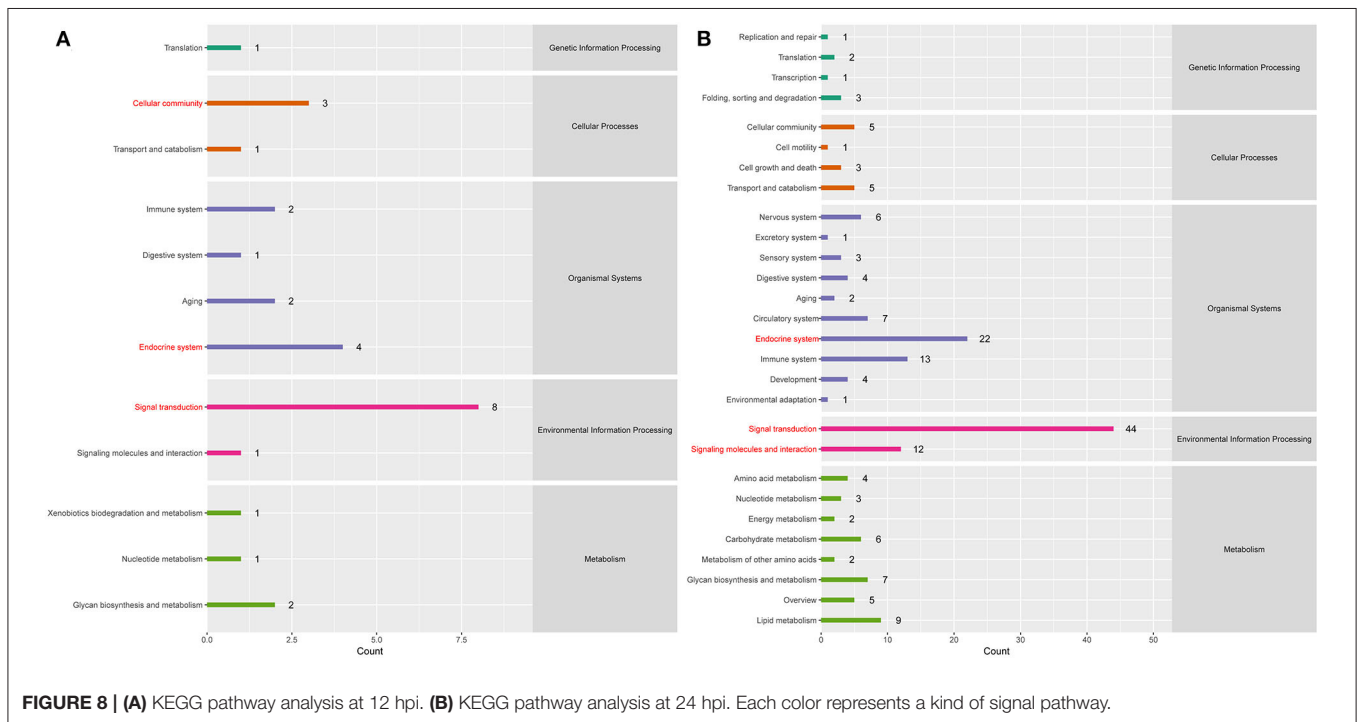 A
Translation 1 Genetic Information Processing
Cellular commiunity 3
Cellular Processes
Transport and catabolism 1
Immune system 2
Digestive system 1
Organismal Systems
Aging 2
Endocrine system 4
Signal transduction 8
Environmental Information Processing
Signaling molecules and interaction 1
Xenobiotics biodegradation and metabolism 1
Nucleotide metabolism 1 Metabolism
Glycan biosynthesis and metabolism 2
0.0 2.5 5.0 7.5
Count
B
Replication and repair 1
Translation 2
Genetic Information Processing
Transcription 1
Folding, sorting and degradation 3
Cellular commiunity 5
Cell motility 1
Cellular Processes
Cell growth and death 3
Transport and catabolism 5
Nervous system 6
Excretory system 1
Sensory system 3
Digestive system 4
Aging 2
Organismal Systems
Circulatory system 7
Endocrine system 22
Immune system 13
Development 4
Environmental adaptation 1
Signal transduction 44
Environmental Information Processing
Signaling molecules and interaction 12
Amino acid metabolism 4
Nucleotide metabolism 3
Energy metabolism 2
Carbohydrate metabolism 6
Metabolism
Metabolism of other amino acids 2
Glycan biosynthesis and metabolism 7
Overview 5
Lipid metabolism 9
0 10 20 30 40 50
Count
FIGURE 8 | (A) KEGG pathway analysis at 12 hpi. (B) KEGG pathway analysis at 24 hpi. Each color represents a kind of signal pathway.